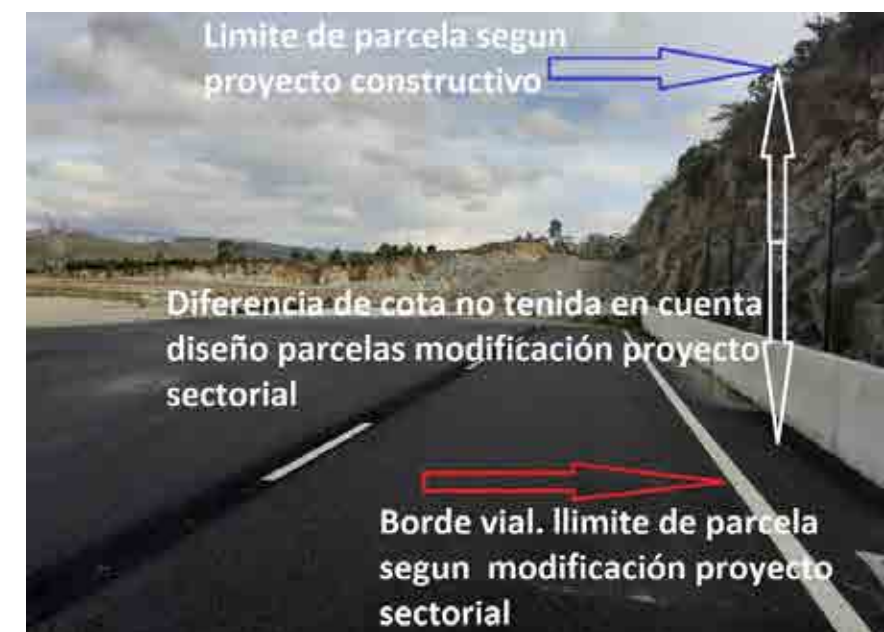 Limite de parcela segun
proyecto constructivo
Diferencia de cota no tenida en cuenta
diseño parcelas modificación proyecto
sectorial
Borde vial. llimite de parcela
segun modificación proyecto
sectorial